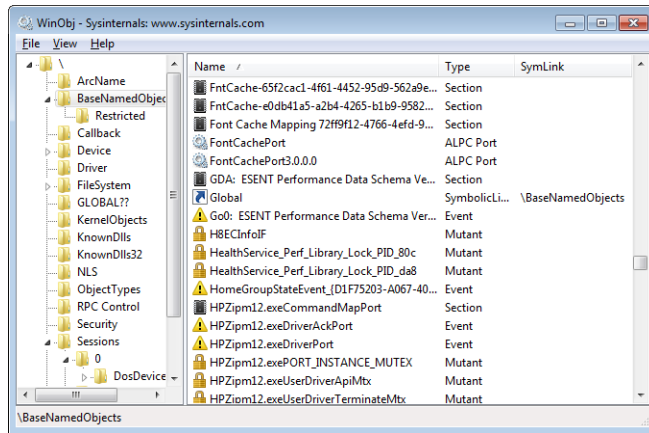 WinObj - Sysinternals: www.sysinternals.com
File View Help
\
ArcName
BaseNamedObjec
Restricted
Callback
Device
Driver
FileSystem
GLOBAL??
KernelObjects
KnownDlls
KnownDlls32
NLS
ObjectTypes
RPC Control
Security
Sessions
0
DosDevice
Name / Type SymLink
FntCache-65f2cac1-4f61-4452-95d9-562a9e... Section
FntCache-e0db41a5-a2b4-4265-b1b9-9582... Section
Font Cache Mapping 72ff9f12-4766-4efd-9... Section
FontCachePort ALPC Port
FontCachePort3.0.0.0 ALPC Port
GDA: ESENT Performance Data Schema Ve... Section
Global SymbolicLi... \BaseNamedObjects
Go0: ESENT Performance Data Schema Ver... Event
H8ECInfoIF Mutant
HealthService_Perf_Library_Lock_PID_80c Mutant
HealthService_Perf_Library_Lock_PID_da8 Mutant
HomeGroupStateEvent_{D1F75203-A067-40... Event
HPZipm12.exeCommandMapPort Section
HPZipm12.exeDriverAckPort Event
HPZipm12.exeDriverPort Event
HPZipm12.exePORT_INSTANCE_MUTEX Mutant
HPZipm12.exeUserDriverApiMtx Mutant
HPZipm12.exeUserDriverTerminateMtx Mutant
\BaseNamedObjects